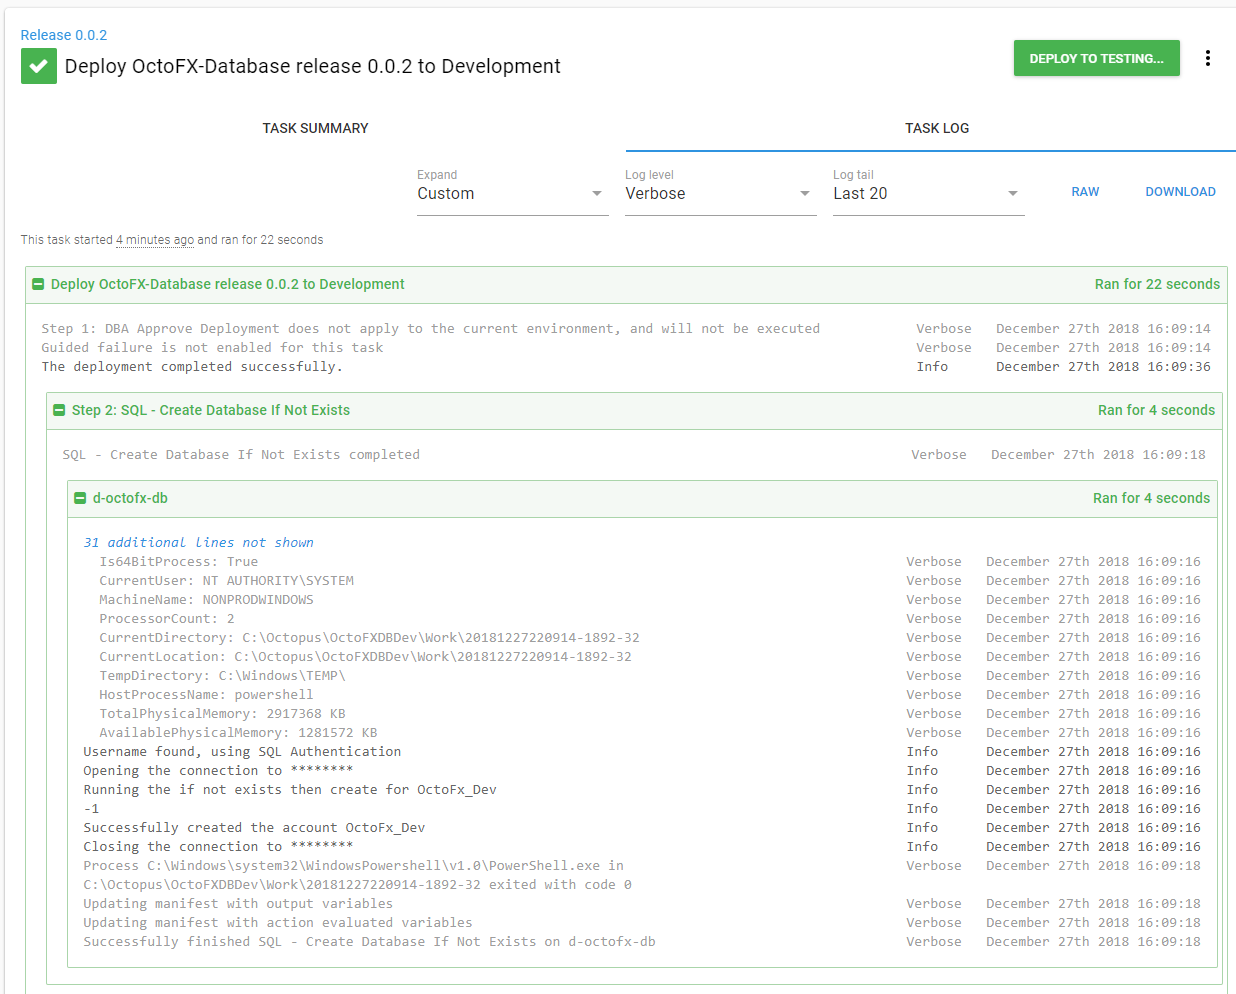 Release 0.0.2
Deploy OctoFX-Database release 0.0.2 to Development
DEPLOY TO TESTING...
TASK SUMMARY
TASK LOG
Expand
Custom
Log level
Verbose
Log tail
Last 20
RAW
DOWNLOAD
This task started 4 minutes ago and ran for 22 seconds
Deploy OctoFX-Database release 0.0.2 to Development Ran for 22 seconds
Step 1: DBA Approve Deployment does not apply to the current environment, and will not be executed Verbose December 27th 2018 16:09:14
Guided failure is not enabled for this task Verbose December 27th 2018 16:09:14
The deployment completed successfully. Info December 27th 2018 16:09:36
Step 2: SQL - Create Database If Not Exists Ran for 4 seconds
SQL - Create Database If Not Exists completed Verbose December 27th 2018 16:09:18
d-octofx-db Ran for 4 seconds
31 additional lines not shown
Is64BitProcess: True Verbose December 27th 2018 16:09:16
CurrentUser: NT AUTHORITY\SYSTEM Verbose December 27th 2018 16:09:16
MachineName: NONPRODWINDOWS Verbose December 27th 2018 16:09:16
ProcessorCount: 2 Verbose December 27th 2018 16:09:16
CurrentDirectory: C:\Octopus\OctoFXDBDev\Work\20181227220914-1892-32 Verbose December 27th 2018 16:09:16
CurrentLocation: C:\Octopus\OctoFXDBDev\Work\20181227220914-1892-32 Verbose December 27th 2018 16:09:16
TempDirectory: C:\Windows\TEMP\ Verbose December 27th 2018 16:09:16
HostProcessName: powershell Verbose December 27th 2018 16:09:16
TotalPhysicalMemory: 2917368 KB Verbose December 27th 2018 16:09:16
AvailablePhysicalMemory: 1281572 KB Verbose December 27th 2018 16:09:16
Username found, using SQL Authentication Info December 27th 2018 16:09:16
Opening the connection to ******** Info December 27th 2018 16:09:16
Running the if not exists then create for OctoFx_Dev Info December 27th 2018 16:09:16
-1 Info December 27th 2018 16:09:16
Successfully created the account OctoFx_Dev Info December 27th 2018 16:09:16
Closing the connection to ******** Info December 27th 2018 16:09:16
Process C:\Windows\system32\WindowsPowershell\v1.0\PowerShell.exe in Verbose December 27th 2018 16:09:18
C:\Octopus\OctoFXDBDev\Work\20181227220914-1892-32 exited with code 0
Updating manifest with output variables Verbose December 27th 2018 16:09:18
Updating manifest with action evaluated variables Verbose December 27th 2018 16:09:18
Successfully finished SQL - Create Database If Not Exists on d-octofx-db Verbose December 27th 2018 16:09:18